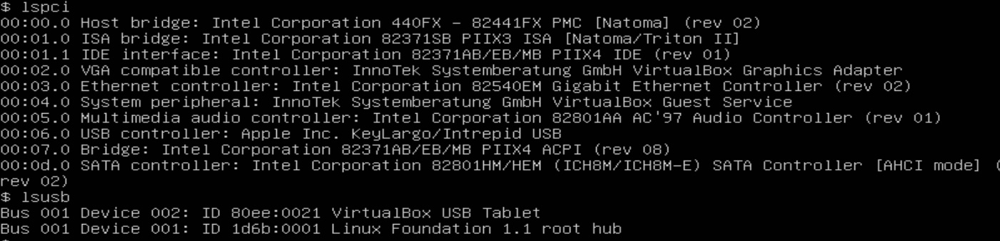 $ lspci
00:00.0 Host bridge: Intel Corporation 440FX - 82441FX PMC [Natoma] (rev 02)
00:01.0 ISA bridge: Intel Corporation 82371SB PIIX3 ISA [Natoma/Triton II]
00:01.1 IDE interface: Intel Corporation 82371AB/EB/MB PIIX4 IDE (rev 01)
00:02.0 VGA compatible controller: InnoTek Systemberatung GmbH VirtualBox Graphics Adapter
00:03.0 Ethernet controller: Intel Corporation 82540EM Gigabit Ethernet Controller (rev 02)
00:04.0 System peripheral: InnoTek Systemberatung GmbH VirtualBox Guest Service
00:05.0 Multimedia audio controller: Intel Corporation 82801AA AC'97 Audio Controller (rev 01)
00:06.0 USB controller: Apple Inc. KeyLargo/Intrepid USB
00:07.0 Bridge: Intel Corporation 82371AB/EB/MB PIIX4 ACPI (rev 08)
00:0d.0 SATA controller: Intel Corporation 82801HM/HEM (ICH8M/ICH8M-E) SATA Controller [AHCI mode] (
rev 02)
$ lsusb
Bus 001 Device 002: ID 80ee:0021 VirtualBox USB Tablet
Bus 001 Device 001: ID 1d6b:0001 Linux Foundation 1.1 root hub